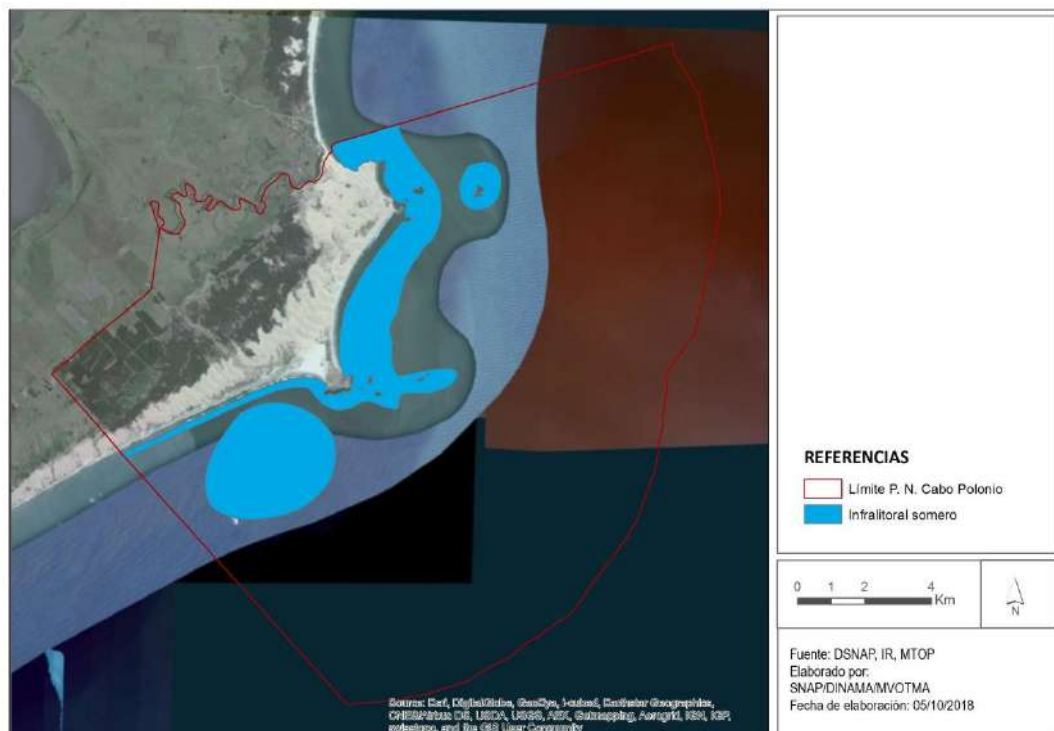 REFERENCIAS
Límite P. N. Cabo Polonio
Infralitoral somero
0 1 2 4
Km
N
Fuente: DSNAP, IR, MTOP
Elaborado por:
SNAP/DINAMA/MVOTMA
Fecha de elaboración: 05/10/2018
Source: Esri, DigitalGlobe, GeoEye, i-cubed, Earthstar Geographics,
CNES/Airbus DS, USDA, USGS, AEX, Getmapping, Aerogrid, IGN, IGP,
swisstopo, and the GIS User Community